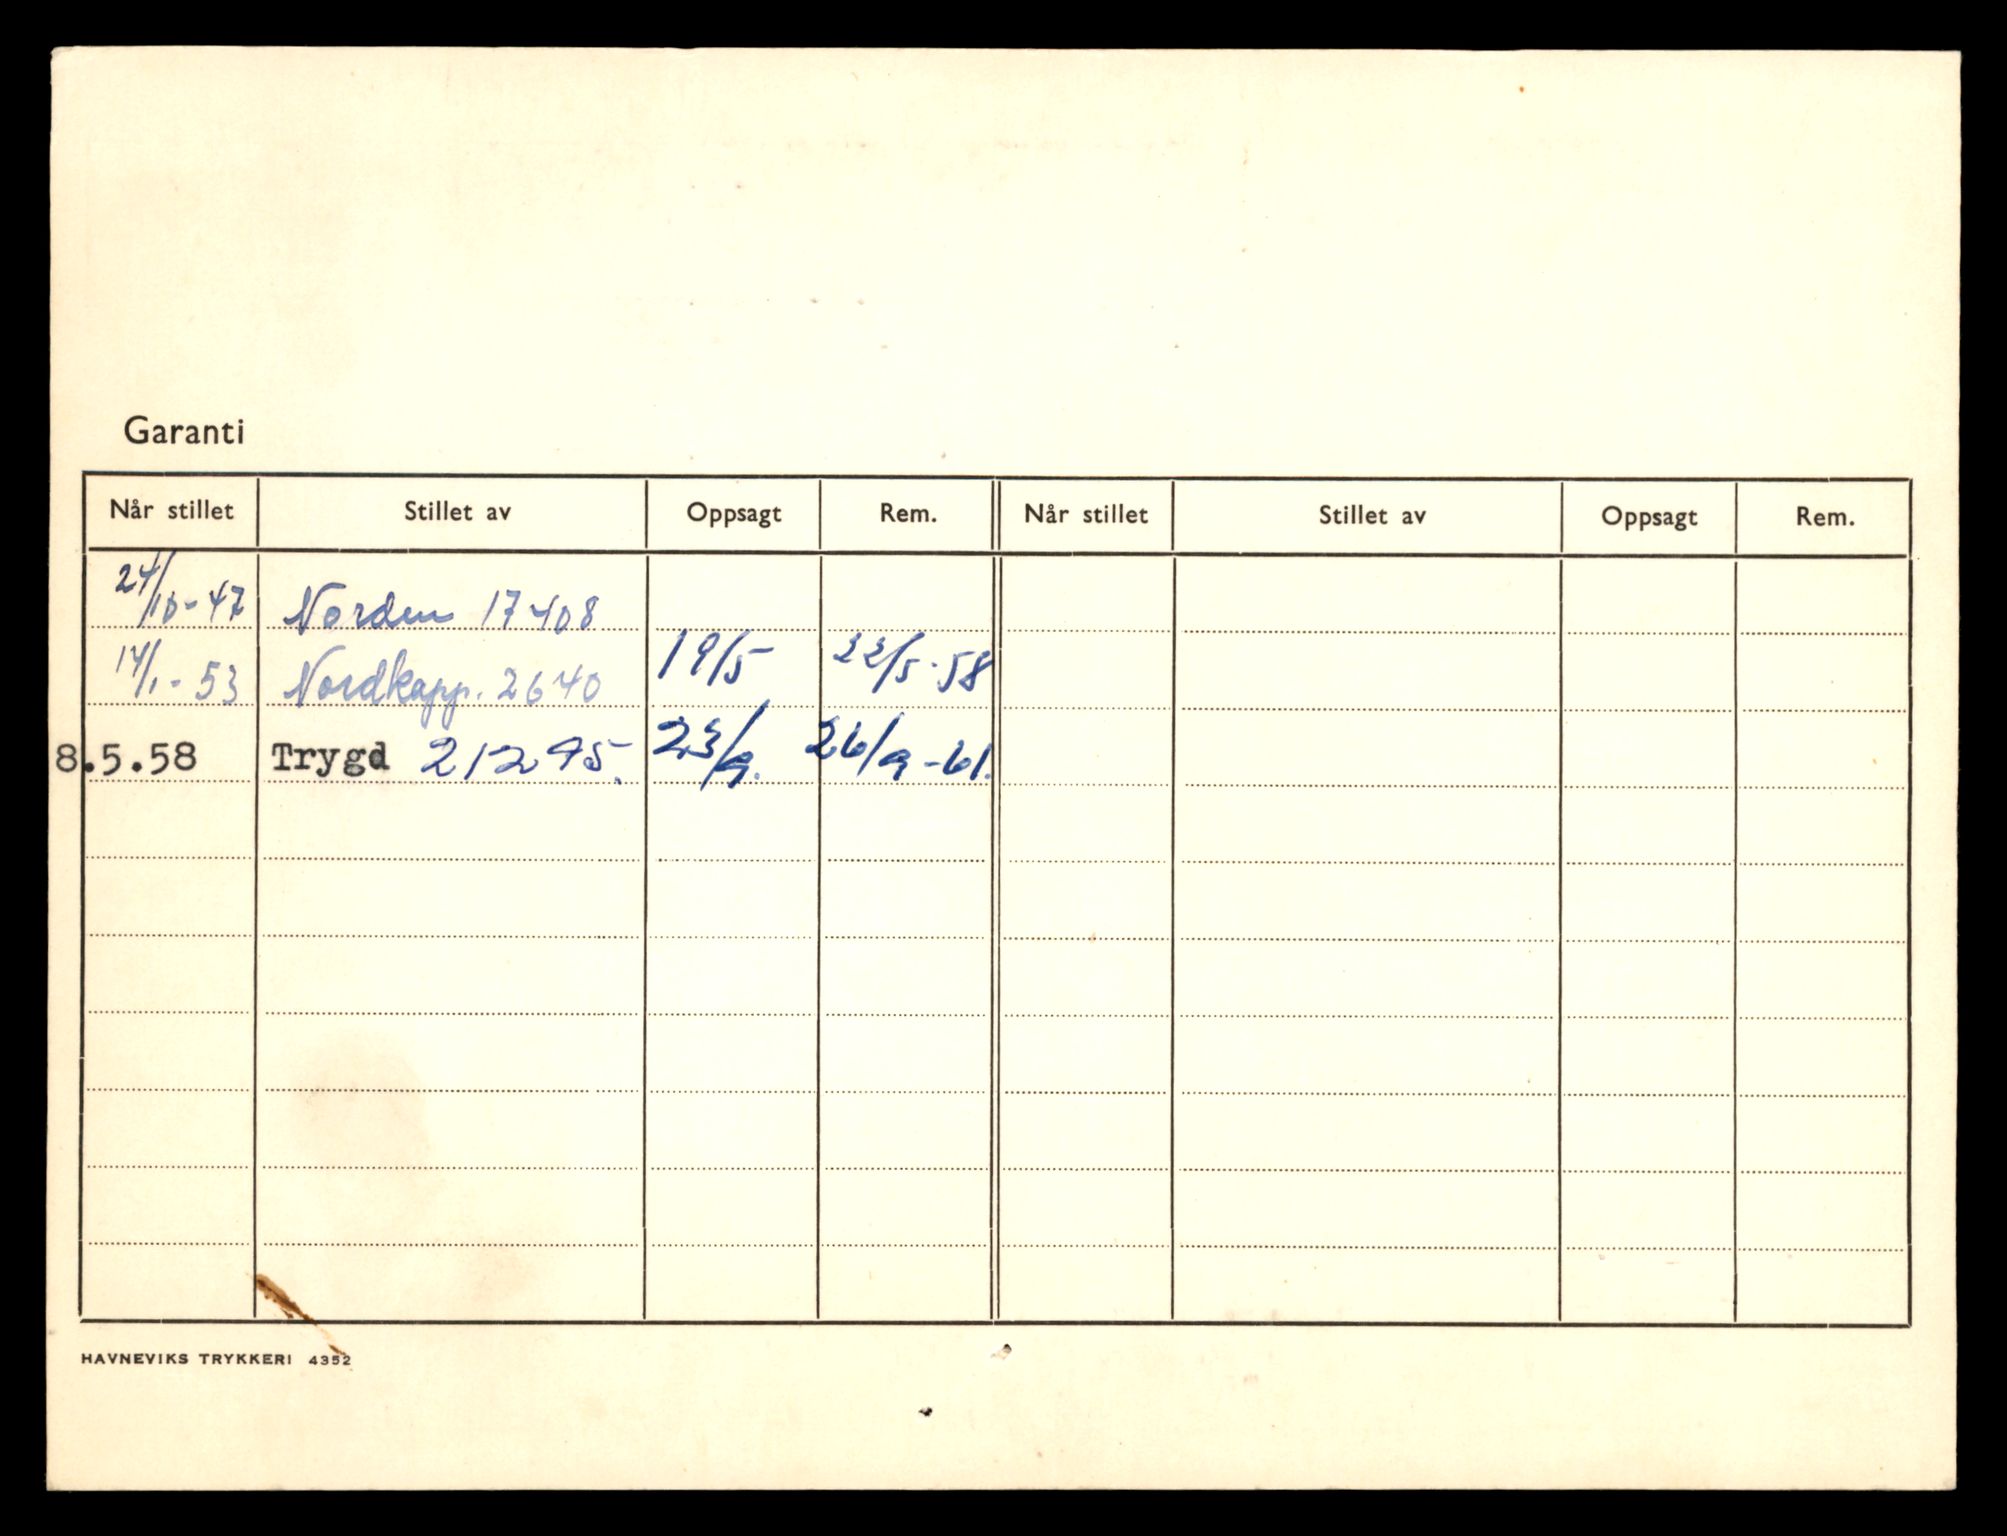 Garanti
Når stillet Stillet av Oppsagt Rem. Når stillet Stillet av Oppsagt Rem.
24/10-47 Norden 17408
14/1-53 Nordkapp. 2640 19/5 22/5-58
8.5.58 Trygd 21295. 23/9. 26/9-61.
HAVNEVIKS TRYKKERI 4352